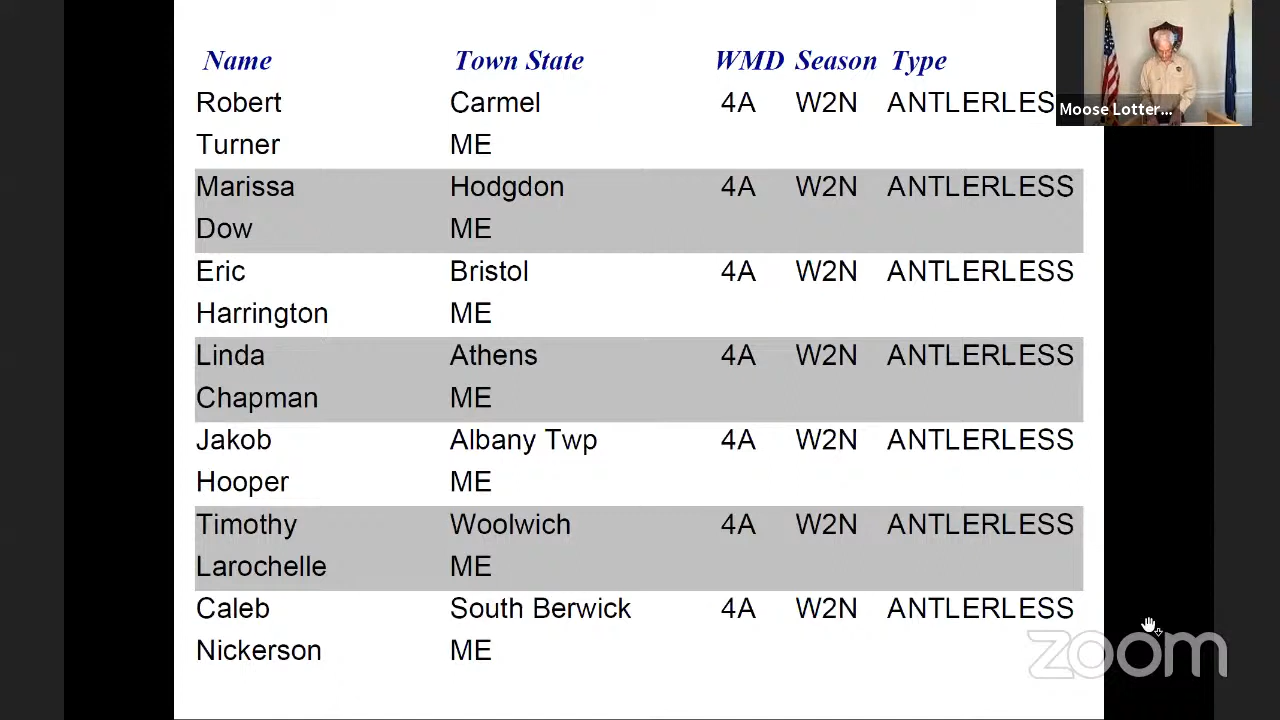 Name Town State WMD Season Type
Robert Carmel 4A W2N ANTLERLES
Turner ME
Marissa Hodgdon 4A W2N ANTLERLESS
Dow ME
Eric Bristol 4A W2N ANTLERLESS
Harrington ME
Linda Athens 4A W2N ANTLERLESS
Chapman ME
Jakob Albany Twp 4A W2N ANTLERLESS
Hooper ME
Timothy Woolwich 4A W2N ANTLERLESS
Larochelle ME
Caleb South Berwick 4A W2N ANTLERLESS
Nickerson ME
Moose Lotter...
zoom